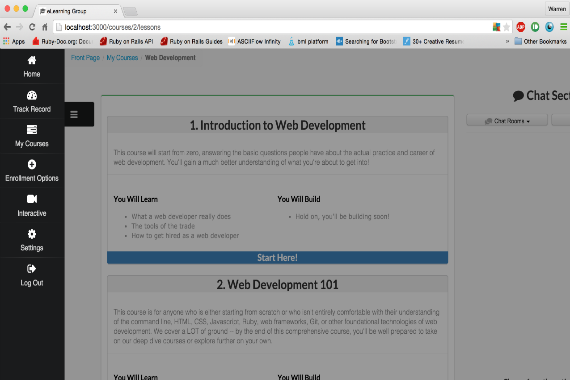 Warren
eLearning Group
localhost:3000/courses/2/lessons
Apps
Ruby-Doc.org: Docu
Ruby on Rails API
Ruby on Rails Guides
ASCIIFlow Infinity
omi platform
Searching for Bootst
30+ Creative Resum
»
Other Bookmarks
Home
Track Record
My Courses
Enrollment Options
Interactive
Settings
Log Out
Front Page › My Courses › Web Development
Chat Sect
Chat Rooms
1. Introduction to Web Development
This course will start from zero, answering the basic questions people have about the actual practice and career of
web development. You'll gain a much better understanding of what you're about to get into!
You Will Learn
What a web developer really does
The tools of the trade
How to get hired as a web developer
You Will Build
Hold on, you'll be building soon!
Start Here!
2. Web Development 101
This course is for anyone who is either starting from scratch or who isn't entirely comfortable with their understanding
of the command line, HTML, CSS, Javascript, Ruby, web frameworks, Git, or other foundational technologies of web
development. We cover a LOT of ground – by the end of this comprehensive course, you'll be well prepared to take
on our deep dive courses or explore further on your own.
You Will Learn
You Will Build